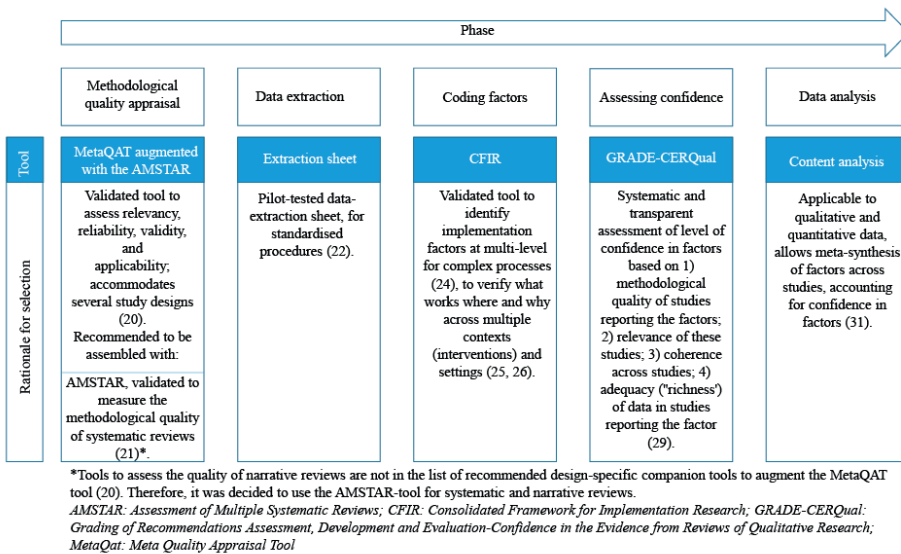 Phase
Methodological
quality appraisal
Data extraction
Coding factors
Assessing confidence
Data analysis
Tool
MetaQAT augmented
with the AMSTAR
Extraction sheet
CFIR
GRADE-CERQual
Content analysis
Rationale for selection
Validated tool to
assess relevancy,
reliability, validity,
and
applicability;
accommodates
several study designs
(20).
Recommended to be
assembled with:
AMSTAR, validated to
measure the
methodological quality
of systematic reviews
(21)*.
Pilot-tested data-
extraction sheet, for
standardised
procedures (22).
Validated tool to
identify
implementation
factors at multi-level
for complex processes
(24), to verify what
works where and why
across multiple
contexts
(interventions) and
settings (25, 26).
Systematic and
transparent
assessment of level of
confidence in factors
based on 1)
methodological
quality of studies
reporting the factors;
2) relevance of these
studies; 3) coherence
across studies; 4)
adequacy ("richness')
of data in studies
reporting the factor
(29).
Applicable to
qualitative and
quantitative data,
allows meta-synthesis
of factors across
studies, accounting
for confidence in
factors (31).
*Tools to assess the quality of narrative reviews are not in the list of recommended design-specific companion tools to augment the MetaQAT
tool (20). Therefore, it was decided to use the AMSTAR-tool for systematic and narrative reviews.
AMSTAR: Assessment of Multiple Systematic Reviews; CFIR: Consolidated Framework for Implementation Research; GRADE-CERQual:
Grading of Recommendations Assessment, Development and Evaluation-Confidence in the Evidence from Reviews of Qualitative Research;
MetaQat: Meta Quality Appraisal Tool